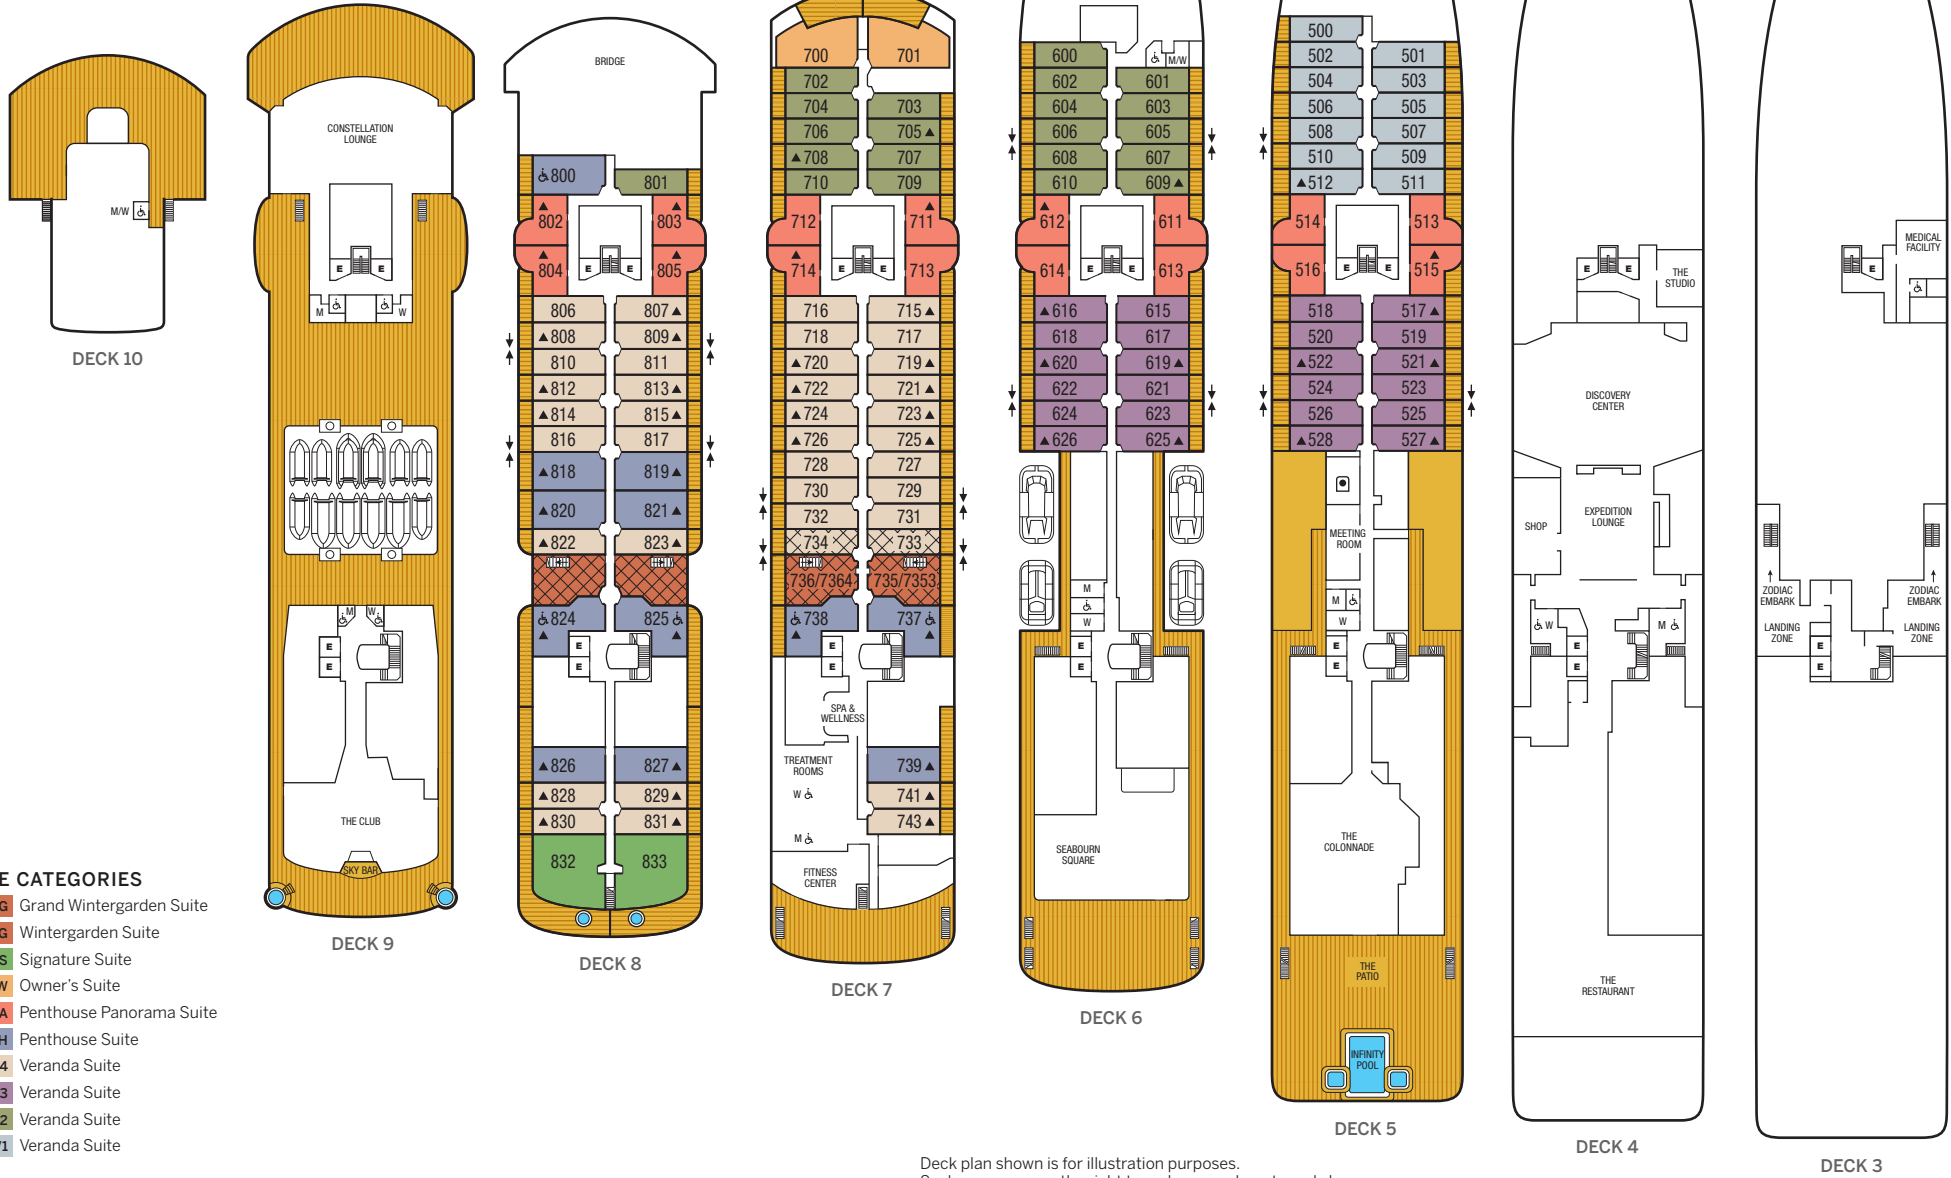 M/W
DECK 10
CONSTELLATION
LOUNGE
E E
M W
THE CLUB
SKY BAR
DECK 9
BRIDGE
800
801
802 803
804 805
E E
806 807
808 809
810 811
812 813
814 815
816 817
818 819
820 821
822 823
824 825
E
E
826 827
828 829
830 831
832 833
DECK 8
700 701
702
704 703
706 705
708 707
710 709
712 711
714 713
E E
716 715
718 717
720 719
722 721
724 723
726 725
728 727
730 729
732 731
734 733
736/7364 735/7353
738 737
E
E
SPA &
WELLNESS
TREATMENT
ROOMS
739
W
741
743
M
FITNESS
CENTER
DECK 7
600
M/W
602 601
604 603
606 605
608 607
610 609
612 611
614 613
E E
616 615
618 617
620 619
622 621
624 623
626 625
M
W
E
E
SEABOURN
SQUARE
DECK 6
500
502 501
504 503
506 505
508 507
510 509
512 511
514 513
516 515
E E
518 517
520 519
522 521
524 523
526 525
528 527
MEETING
ROOM
M
W
E
E
THE
COLONNADE
THE
PATIO
INFINITY
POOL
DECK 5
E E
THE
STUDIO
DISCOVERY
CENTER
SHOP
EXPEDITION
LOUNGE
W
M
E
E
THE
RESTAURANT
DECK 4
MEDICAL
FACILITY
E
ZODIAC
EMBARK
ZODIAC
EMBARK
LANDING
ZONE
LANDING
ZONE
E
E
DECK 3
E CATEGORIES
G Grand Wintergarden Suite
G Wintergarden Suite
S Signature Suite
W Owner's Suite
A Penthouse Panorama Suite
H Penthouse Suite
4 Veranda Suite
3 Veranda Suite
2 Veranda Suite
1 Veranda Suite
Deck plan shown is for illustration purposes.